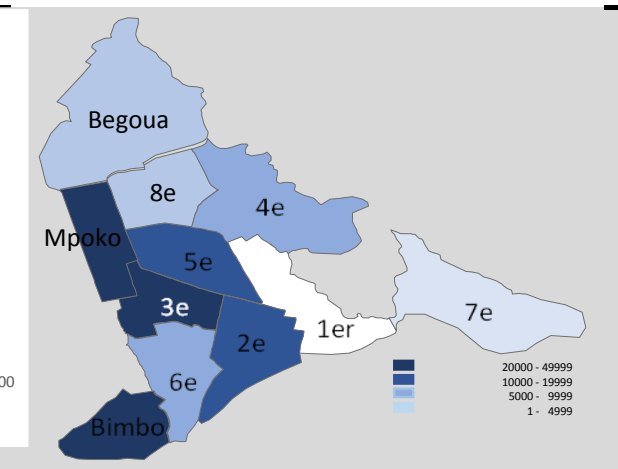 Begoua
8e
4e
Mpoko
5e
7e
3e
1er
2e
6e
Bimbo
00
20000 - 49999
10000 - 19999
5000 - 9999
1 - 4999